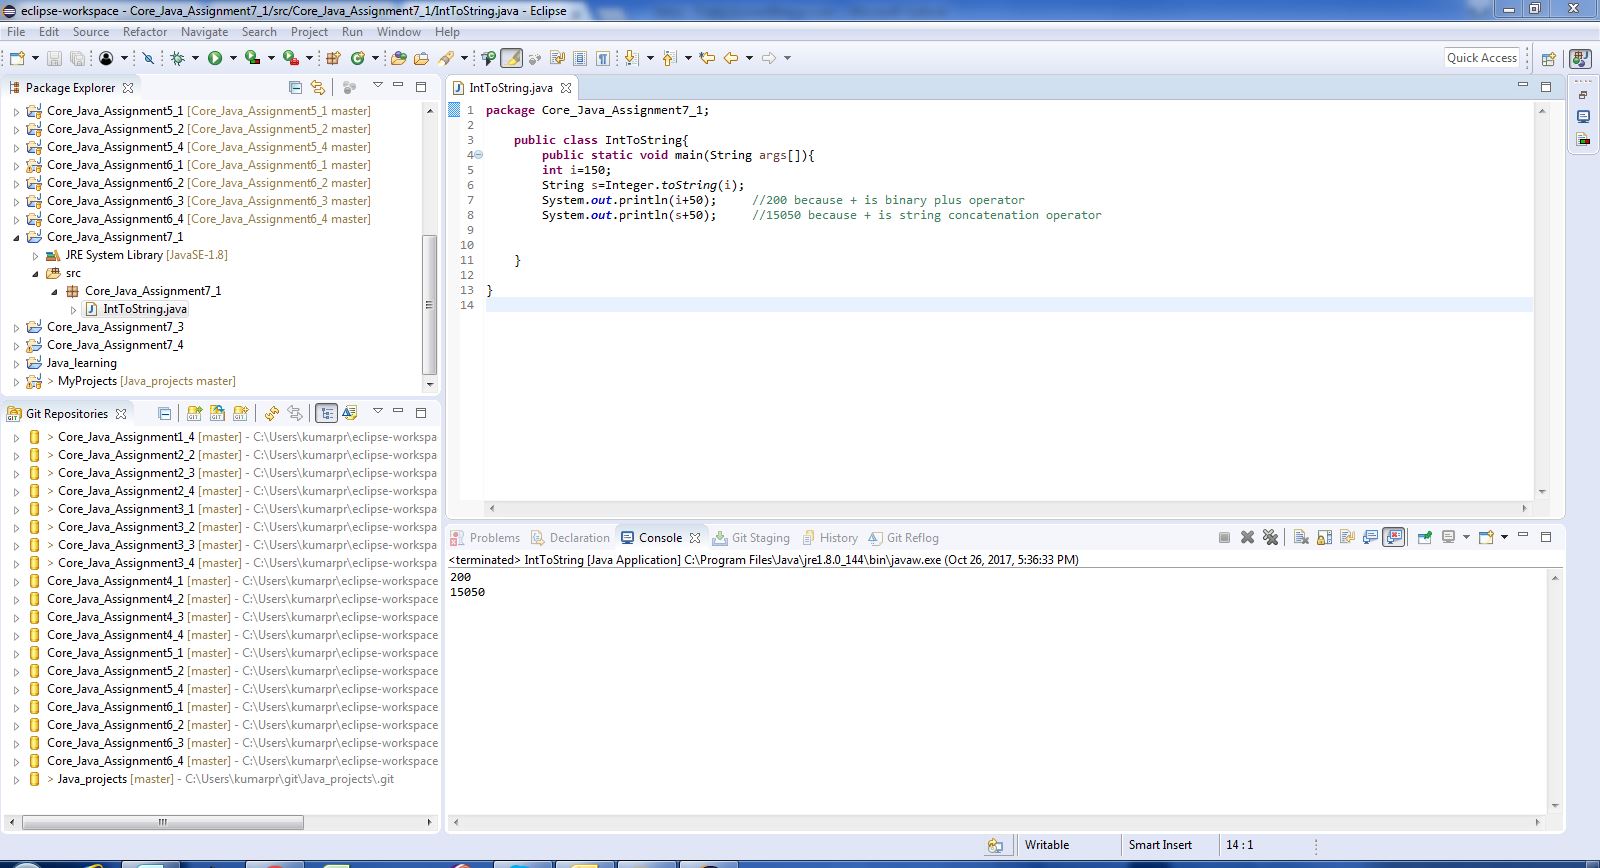 eclipse-workspace - Core_Java_Assignment7_1/src/Core_Java_Assignment7_1/IntToString.java - Eclipse
File Edit Source Refactor Navigate Search Project Run Window Help
Quick Access
Package Explorer
Core_Java_Assignment5_1 [Core_Java_Assignment5_1 master]
Core_Java_Assignment5_2 [Core_Java_Assignment5_2 master]
Core_Java_Assignment5_4 [Core_Java_Assignment5_4 master]
Core_Java_Assignment6_1 [Core_Java_Assignment6_1 master]
Core_Java_Assignment6_2 [Core_Java_Assignment6_2 master]
Core_Java_Assignment6_3 [Core_Java_Assignment6_3 master]
Core_Java_Assignment6_4 [Core_Java_Assignment6_4 master]
Core_Java_Assignment7_1
JRE System Library [JavaSE-1.8]
src
Core_Java_Assignment7_1
IntToString.java
Core_Java_Assignment7_3
Core_Java_Assignment7_4
Java_learning
> MyProjects [Java_projects master]
Git Repositories
> Core_Java_Assignment1_4 [master] - C:\Users\kumarpr\eclipse-workspa
> Core_Java_Assignment2_2 [master] - C:\Users\kumarpr\eclipse-workspa
> Core_Java_Assignment2_3 [master] - C:\Users\kumarpr\eclipse-workspa
> Core_Java_Assignment2_4 [master] - C:\Users\kumarpr\eclipse-workspa
> Core_Java_Assignment3_1 [master] - C:\Users\kumarpr\eclipse-workspa
> Core_Java_Assignment3_2 [master] - C:\Users\kumarpr\eclipse-workspa
> Core_Java_Assignment3_3 [master] - C:\Users\kumarpr\eclipse-workspa
> Core_Java_Assignment3_4 [master] - C:\Users\kumarpr\eclipse-workspa
Core_Java_Assignment4_1 [master] - C:\Users\kumarpr\eclipse-workspace
Core_Java_Assignment4_2 [master] - C:\Users\kumarpr\eclipse-workspace
Core_Java_Assignment4_3 [master] - C:\Users\kumarpr\eclipse-workspace
Core_Java_Assignment4_4 [master] - C:\Users\kumarpr\eclipse-workspace
Core_Java_Assignment5_1 [master] - C:\Users\kumarpr\eclipse-workspace
Core_Java_Assignment5_2 [master] - C:\Users\kumarpr\eclipse-workspace
Core_Java_Assignment5_4 [master] - C:\Users\kumarpr\eclipse-workspace
Core_Java_Assignment6_1 [master] - C:\Users\kumarpr\eclipse-workspace
Core_Java_Assignment6_2 [master] - C:\Users\kumarpr\eclipse-workspace
Core_Java_Assignment6_3 [master] - C:\Users\kumarpr\eclipse-workspace
Core_Java_Assignment6_4 [master] - C:\Users\kumarpr\eclipse-workspace
> Java_projects [master] - C:\Users\kumarpr\git\Java_projects\.git
IntToString.java
1 package Core_Java_Assignment7_1;
2
3 public class IntToString{
4 public static void main(String args[]){
5 int i=150;
6 String s=Integer.toString(i);
7 System.out.println(i+50); //200 because + is binary plus operator
8 System.out.println(s+50); //15050 because + is string concatenation operator
9
10
11 }
12
13 }
14
Problems Declaration Console Git Staging History Git Reflog
<terminated> IntToString [Java Application] C:\Program Files\Java\jre1.8.0_144\bin\javaw.exe (Oct 26, 2017, 5:36:33 PM)
200
15050
Writable Smart Insert 14 : 1